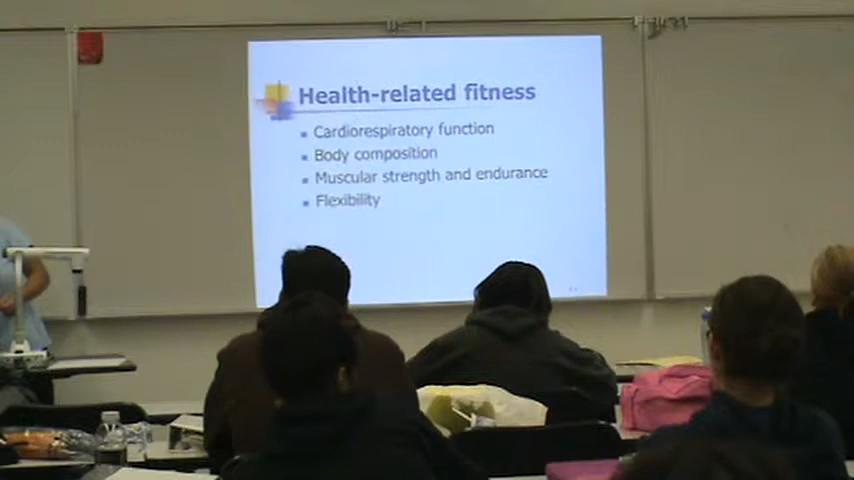 Health-related fitness
Cardiorespiratory function
Body composition
Muscular strength and endurance
Flexibility